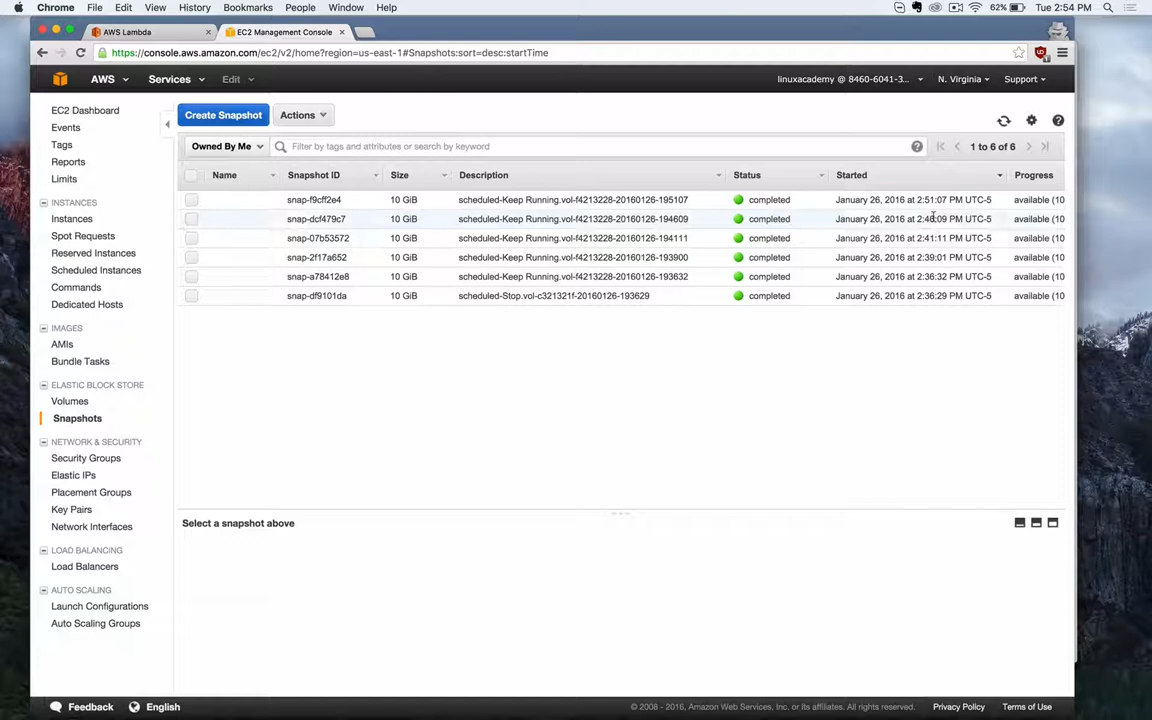 Chrome File Edit View History Bookmarks People Window Help 62% Tue 2:54 PM
AWS Lambda × EC2 Management Console ×
https://console.aws.amazon.com/ec2/v2/home?region=us-east-1#Snapshots:sort=desc:startTime
AWS Services Edit linuxacademy @ 8460-6041-3... N. Virginia Support
EC2 Dashboard
Events
Tags
Reports
Limits
INSTANCES
Instances
Spot Requests
Reserved Instances
Scheduled Instances
Commands
Dedicated Hosts
IMAGES
AMIs
Bundle Tasks
ELASTIC BLOCK STORE
Volumes
Snapshots
NETWORK & SECURITY
Security Groups
Elastic IPs
Placement Groups
Key Pairs
Network Interfaces
LOAD BALANCING
Load Balancers
AUTO SCALING
Launch Configurations
Auto Scaling Groups
Create Snapshot Actions
Owned By Me Filter by tags and attributes or search by keyword 1 to 6 of 6
Name Snapshot ID Size Description Status Started Progress
snap-f9cff2e4 10 GiB scheduled-Keep Running.vol-f4213228-20160126-195107 completed January 26, 2016 at 2:51:07 PM UTC-5 available (10
snap-dcf479c7 10 GiB scheduled-Keep Running.vol-f4213228-20160126-194609 completed January 26, 2016 at 2:46:09 PM UTC-5 available (10
snap-07b53572 10 GiB scheduled-Keep Running.vol-f4213228-20160126-194111 completed January 26, 2016 at 2:41:11 PM UTC-5 available (10
snap-2f17a652 10 GiB scheduled-Keep Running.vol-f4213228-20160126-193900 completed January 26, 2016 at 2:39:01 PM UTC-5 available (10
snap-a78412e8 10 GiB scheduled-Keep Running.vol-f4213228-20160126-193632 completed January 26, 2016 at 2:36:32 PM UTC-5 available (10
snap-df9101da 10 GiB scheduled-Stop.vol-c321321f-20160126-193629 completed January 26, 2016 at 2:36:29 PM UTC-5 available (10
Select a snapshot above
Feedback English © 2008 - 2016, Amazon Web Services, Inc. or its affiliates. All rights reserved. Privacy Policy Terms of Use